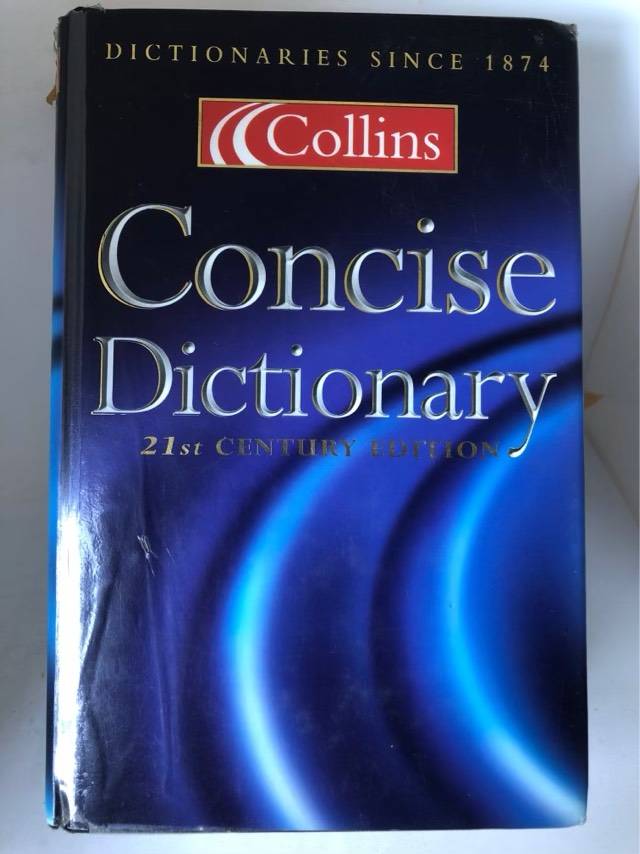 DICTIONARIES SINCE 1874
Collins
Concise
Dictionary
21st CENTURY EDITION